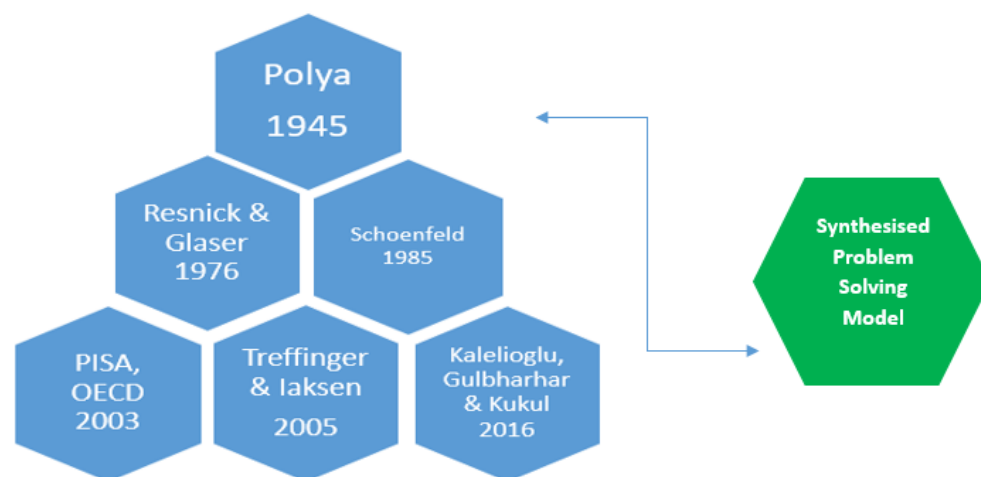 Polya
1945
Resnick &
Glaser
1976
Schoenfeld
1985
PISA,
OECD
2003
Treffinger
& Iaksen
2005
Kalelioglu,
Gulbharhar
& Kukul
2016
Synthesised
Problem
Solving
Model